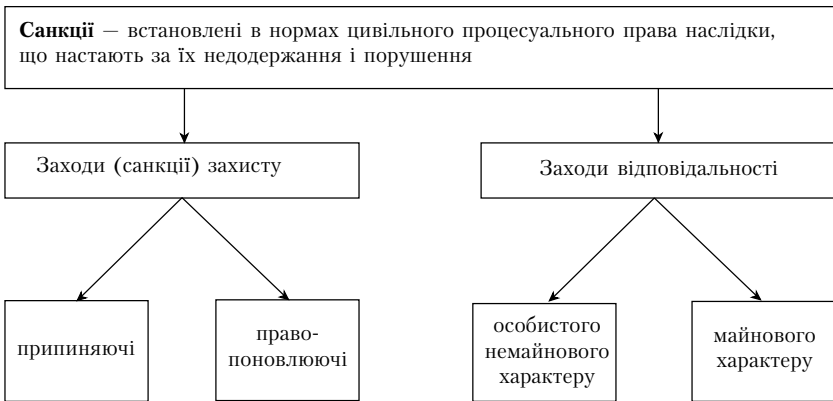 Санкції — встановлені в нормах цивільного процесуального права наслідки,
що настають за їх недодержання і порушення
Заходи (санкції) захисту
Заходи відповідальності
припиняючі
право-
поновлюючі
особистого
немайнового
характеру
майнового
характеру